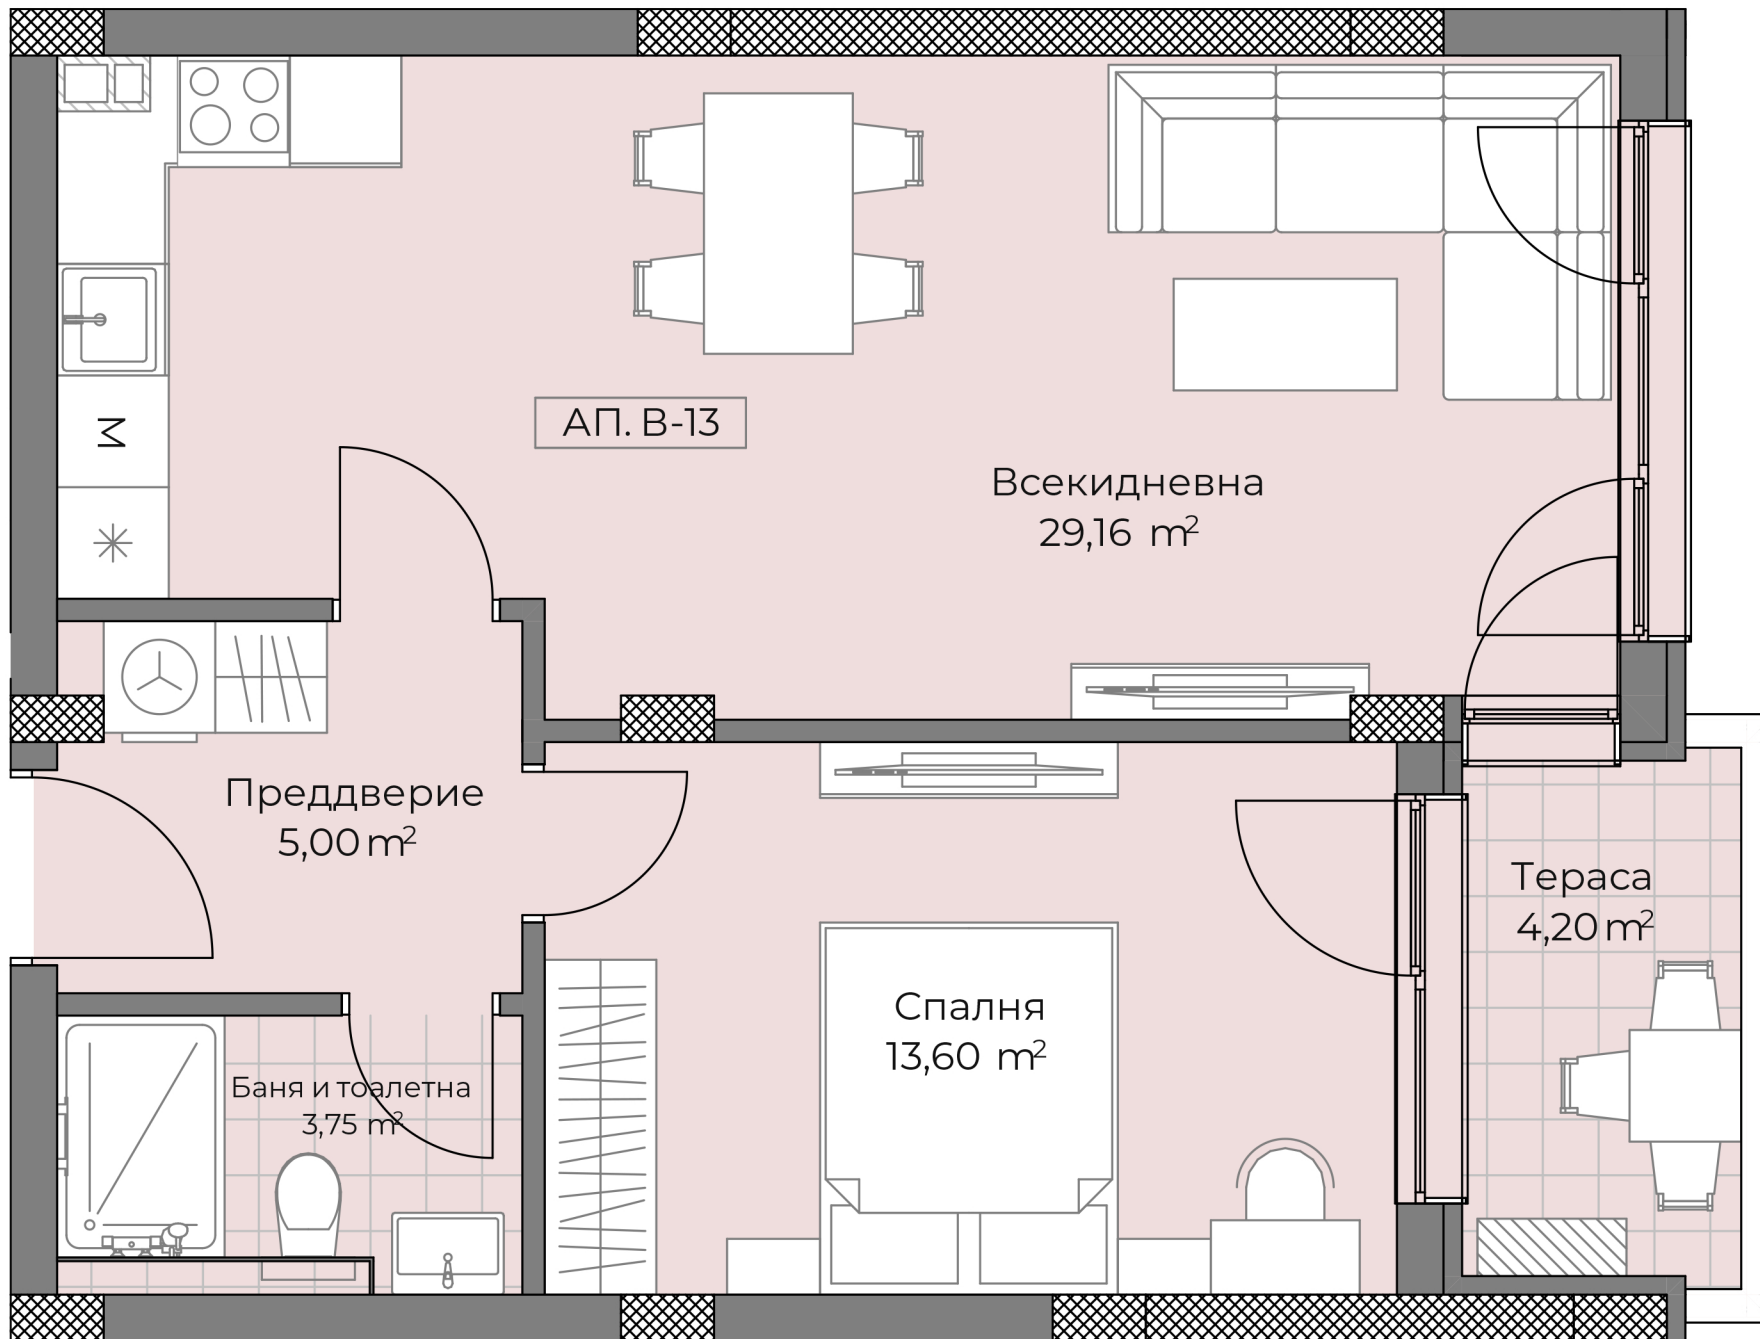 АП. В-13
М
Всекидневна
29,16 m²
Преддверие
5,00 m²
Тераса
4,20 m²
Спалня
13,60 m²
Баня и тоалетна
3,75 m²